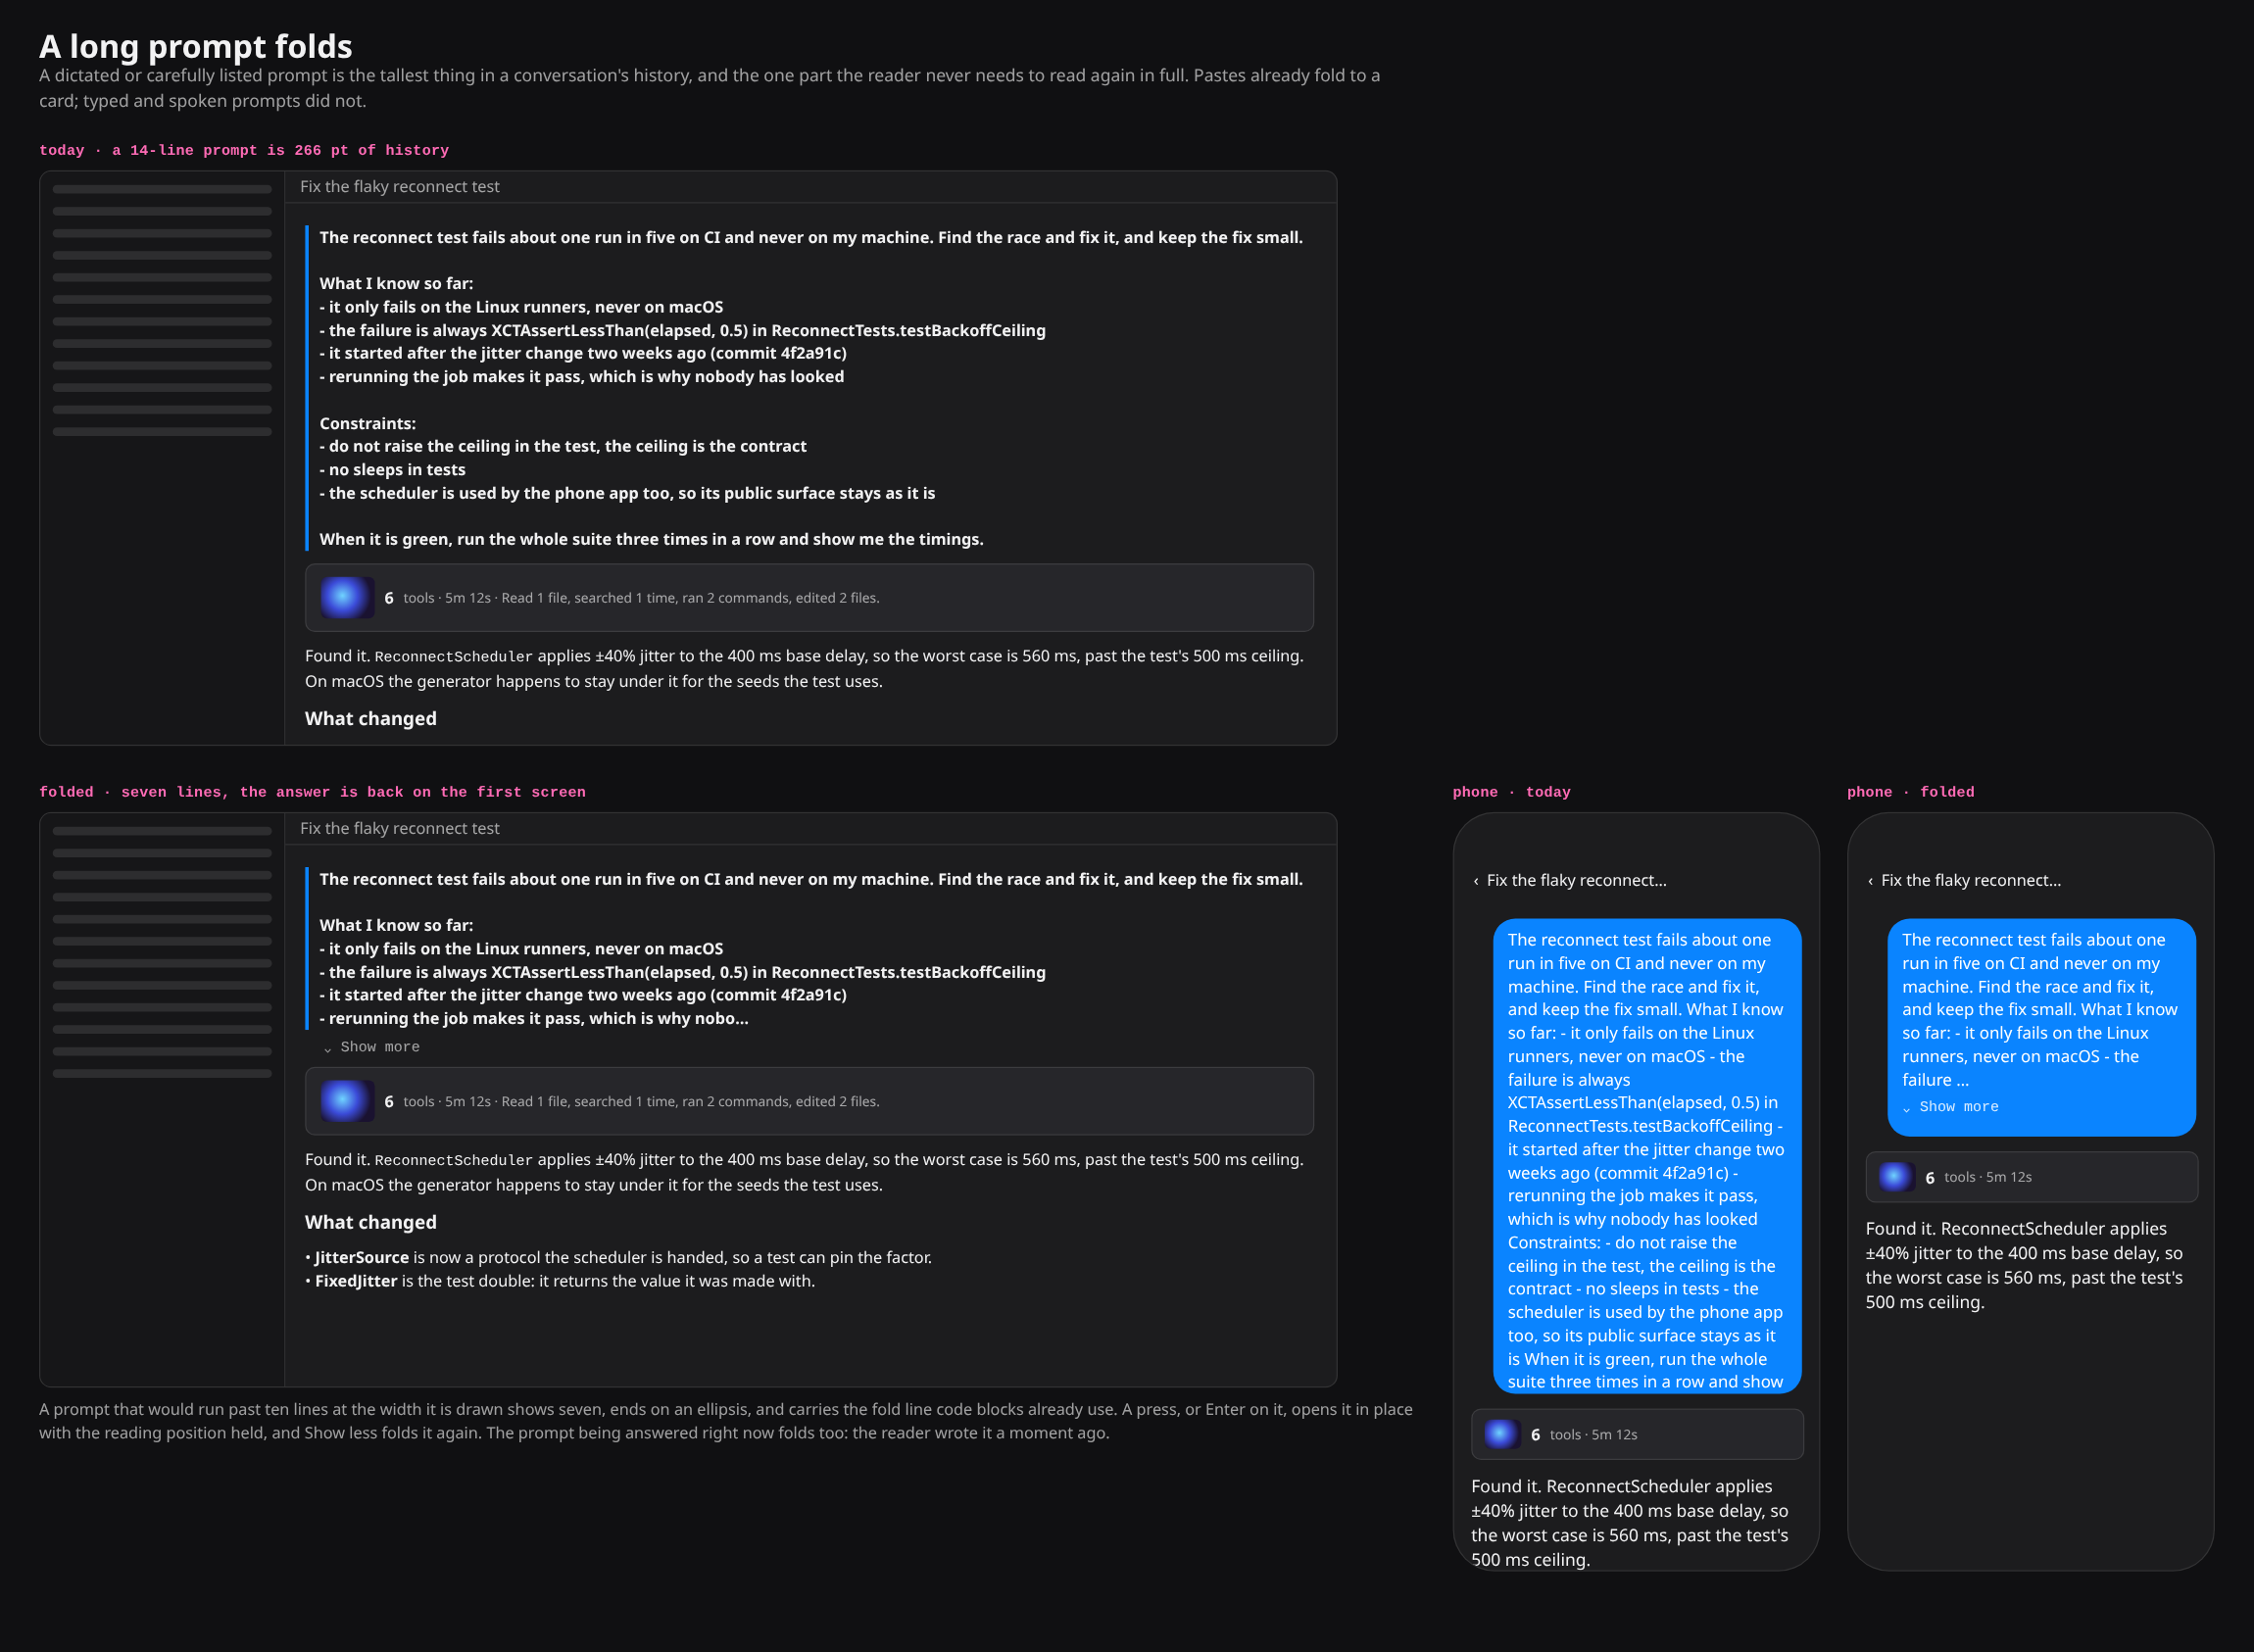 A long prompt folds
A dictated or carefully listed prompt is the tallest thing in a conversation's history, and the one part the reader never needs to read again in full. Pastes already fold to a
card; typed and spoken prompts did not.
today · a 14-line prompt is 266 pt of history
Fix the flaky reconnect test
The reconnect test fails about one run in five on CI and never on my machine. Find the race and fix it, and keep the fix small.
What I know so far:
- it only fails on the Linux runners, never on macOS
- the failure is always XCTAssertLessThan(elapsed, 0.5) in ReconnectTests.testBackoffCeiling
- it started after the jitter change two weeks ago (commit 4f2a91c)
- rerunning the job makes it pass, which is why nobody has looked
Constraints:
- do not raise the ceiling in the test, the ceiling is the contract
- no sleeps in tests
- the scheduler is used by the phone app too, so its public surface stays as it is
When it is green, run the whole suite three times in a row and show me the timings.
6 tools · 5m 12s · Read 1 file, searched 1 time, ran 2 commands, edited 2 files.
Found it. ReconnectScheduler applies ±40% jitter to the 400 ms base delay, so the worst case is 560 ms, past the test's 500 ms ceiling.
On macOS the generator happens to stay under it for the seeds the test uses.
What changed
folded · seven lines, the answer is back on the first screen
Fix the flaky reconnect test
The reconnect test fails about one run in five on CI and never on my machine. Find the race and fix it, and keep the fix small.
What I know so far:
- it only fails on the Linux runners, never on macOS
- the failure is always XCTAssertLessThan(elapsed, 0.5) in ReconnectTests.testBackoffCeiling
- it started after the jitter change two weeks ago (commit 4f2a91c)
- rerunning the job makes it pass, which is why nobo...
⌄ Show more
6 tools · 5m 12s · Read 1 file, searched 1 time, ran 2 commands, edited 2 files.
Found it. ReconnectScheduler applies ±40% jitter to the 400 ms base delay, so the worst case is 560 ms, past the test's 500 ms ceiling.
On macOS the generator happens to stay under it for the seeds the test uses.
What changed
• JitterSource is now a protocol the scheduler is handed, so a test can pin the factor.
• FixedJitter is the test double: it returns the value it was made with.
A prompt that would run past ten lines at the width it is drawn shows seven, ends on an ellipsis, and carries the fold line code blocks already use. A press, or Enter on it, opens it in place
with the reading position held, and Show less folds it again. The prompt being answered right now folds too: the reader wrote it a moment ago.
phone · today
‹ Fix the flaky reconnect...
The reconnect test fails about one
run in five on CI and never on my
machine. Find the race and fix it,
and keep the fix small. What I know
so far: - it only fails on the Linux
runners, never on macOS - the
failure is always
XCTAssertLessThan(elapsed, 0.5) in
ReconnectTests.testBackoffCeiling -
it started after the jitter change two
weeks ago (commit 4f2a91c) -
rerunning the job makes it pass,
which is why nobody has looked
Constraints: - do not raise the
ceiling in the test, the ceiling is the
contract - no sleeps in tests - the
scheduler is used by the phone app
too, so its public surface stays as it
is When it is green, run the whole
suite three times in a row and show
6 tools · 5m 12s
Found it. ReconnectScheduler applies
±40% jitter to the 400 ms base delay, so
the worst case is 560 ms, past the test's
500 ms ceiling.
phone · folded
‹ Fix the flaky reconnect...
The reconnect test fails about one
run in five on CI and never on my
machine. Find the race and fix it,
and keep the fix small. What I know
so far: - it only fails on the Linux
runners, never on macOS - the
failure ...
⌄ Show more
6 tools · 5m 12s
Found it. ReconnectScheduler applies
±40% jitter to the 400 ms base delay, so
the worst case is 560 ms, past the test's
500 ms ceiling.